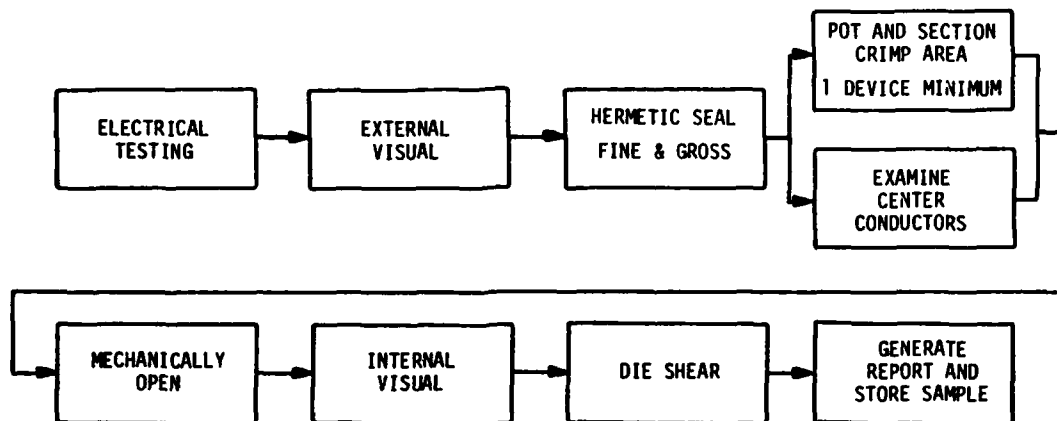 ELECTRICAL
TESTING
EXTERNAL
VISUAL
HERMETIC SEAL
FINE & GROSS
POT AND SECTION
CRIMP AREA
1 DEVICE MINIMUM
EXAMINE
CENTER
CONDUCTORS
MECHANICALLY
OPEN
INTERNAL
VISUAL
DIE SHEAR
GENERATE
REPORT AND
STORE SAMPLE